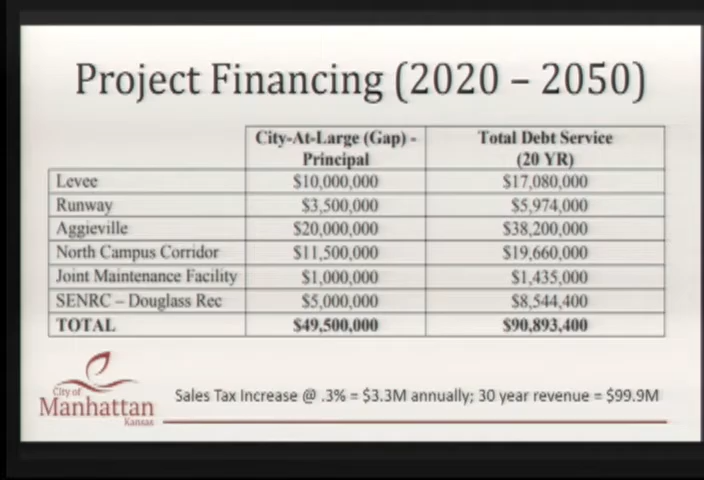 Project Financing (2020 – 2050)
City-At-Large (Gap) - Principal Total Debt Service (20 YR)
Levee $10,000,000 $17,080,000
Runway $3,500,000 $5,974,000
Aggieville $20,000,000 $38,200,000
North Campus Corridor $11,500,000 $19,660,000
Joint Maintenance Facility $1,000,000 $1,435,000
SENRC – Douglass Rec $5,000,000 $8,544,400
TOTAL $49,500,000 $90,893,400
City of
Manhattan
Kansas
Sales Tax Increase @ .3% = $3.3M annually; 30 year revenue = $99.9M